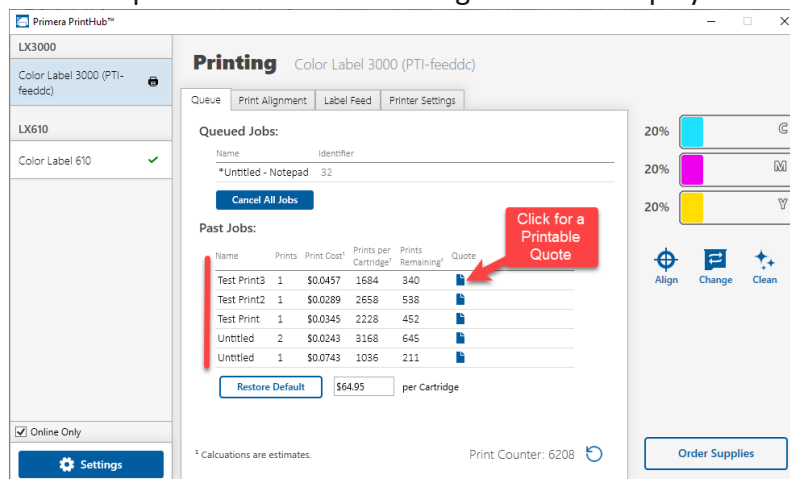 Primera PrintHub™
LX3000
Color Label 3000 (PTI-
feeddc)
LX610
Color Label 610
Online Only
Settings
Printing Color Label 3000 (PTI-feeddc)
Queue Print Alignment Label Feed Printer Settings
Queued Jobs:
Name Identifier
*Untitled - Notepad 32
Cancel All Jobs
Past Jobs:
Click for a
Printable
Quote
Name Prints Print Cost¹ Prints per
Cartridge¹ Prints
Remaining¹ Quote
Test Print3 1 $0.0457 1684 340
Test Print2 1 $0.0289 2658 538
Test Print 1 $0.0345 2228 452
Untitled 2 $0.0243 3168 645
Untitled 1 $0.0743 1036 211
Restore Default $64.95 per Cartridge
¹ Calcuations are estimates. Print Counter: 6208
20% C
20% M
20% Y
Align Change Clean
Order Supplies